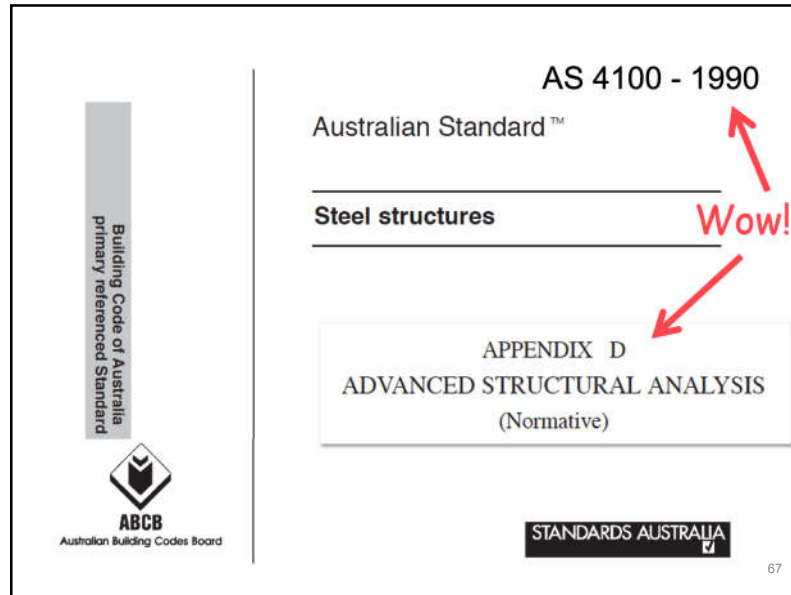 AS 4100 - 1990
Australian Standard™
Steel structures
Wow!
Building Code of Australia
primary referenced Standard
APPENDIX D
ADVANCED STRUCTURAL ANALYSIS
(Normative)
ABCB
Australian Building Codes Board
STANDARDS AUSTRALIA
67